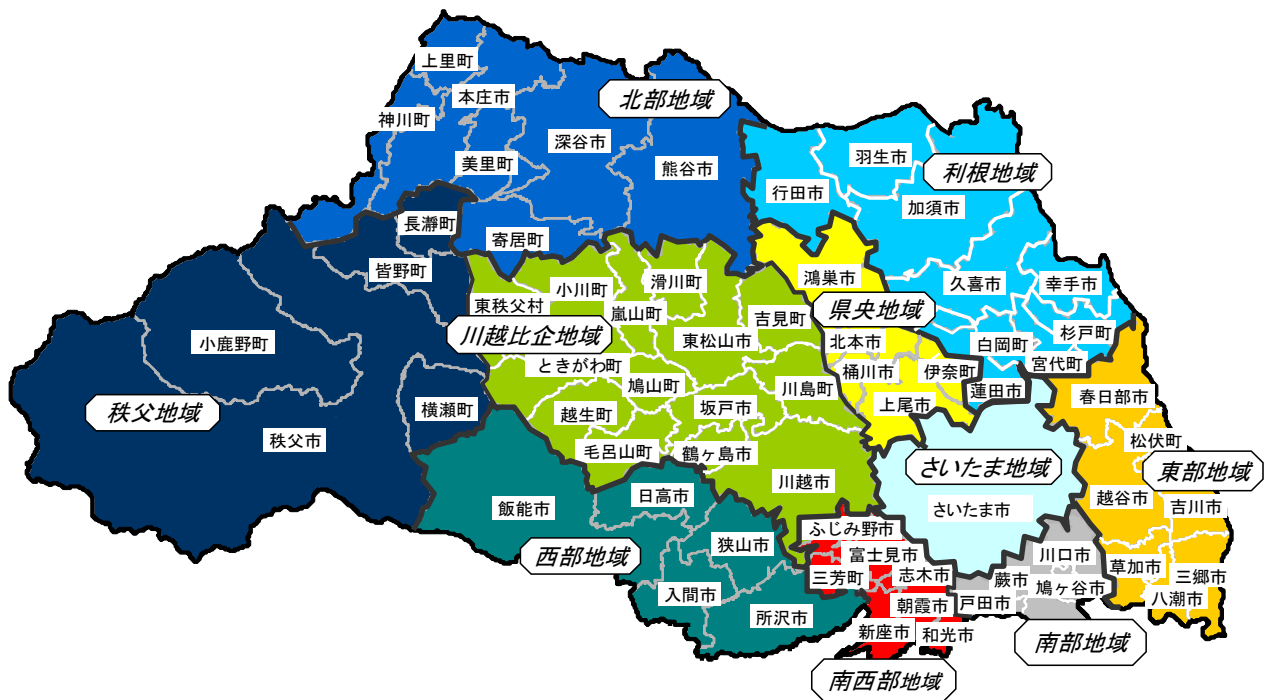 上里町
本庄市
北部地域
神川町
深谷市
美里町
熊谷市
羽生市
利根地域
行田市
加須市
長瀞町
寄居町
皆野町
鴻巣市
久喜市
幸手市
小川町
滑川町
東秩父村
嵐山町
吉見町
県央地域
川越比企地域
東松山市
北本市
白岡町
杉戸町
小鹿野町
ときがわ町
宮代町
桶川市
伊奈町
鳩山町
川島町
蓮田市
春日部市
秩父地域
横瀬町
越生町
坂戸市
上尾市
秩父市
松伏町
毛呂山町
鶴ヶ島市
さいたま地域
東部地域
川越市
日高市
越谷市
飯能市
さいたま市
吉川市
ふじみ野市
西部地域
狭山市
富士見市
川口市
草加市
三芳町
志木市
蕨市
鳩ヶ谷市
三郷市
入間市
戸田市
八潮市
所沢市
朝霞市
新座市
和光市
南部地域
南西部地域